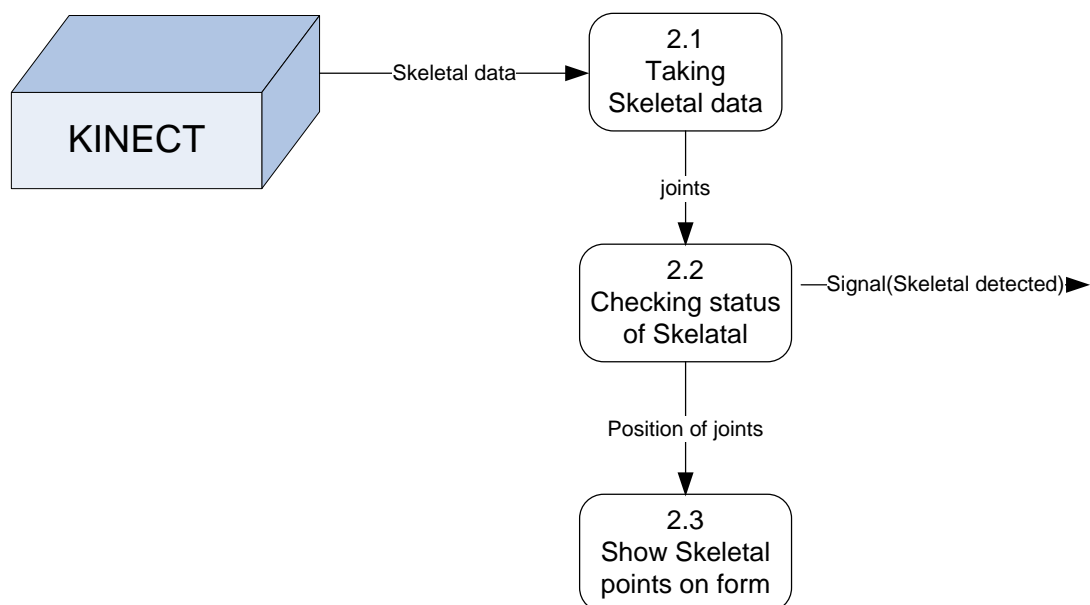 KINECT
Skeletal data
2.1
Taking
Skeletal data
joints
2.2
Checking status
of Skelatal
Signal(Skeletal detected)
Position of joints
2.3
Show Skeletal
points on form